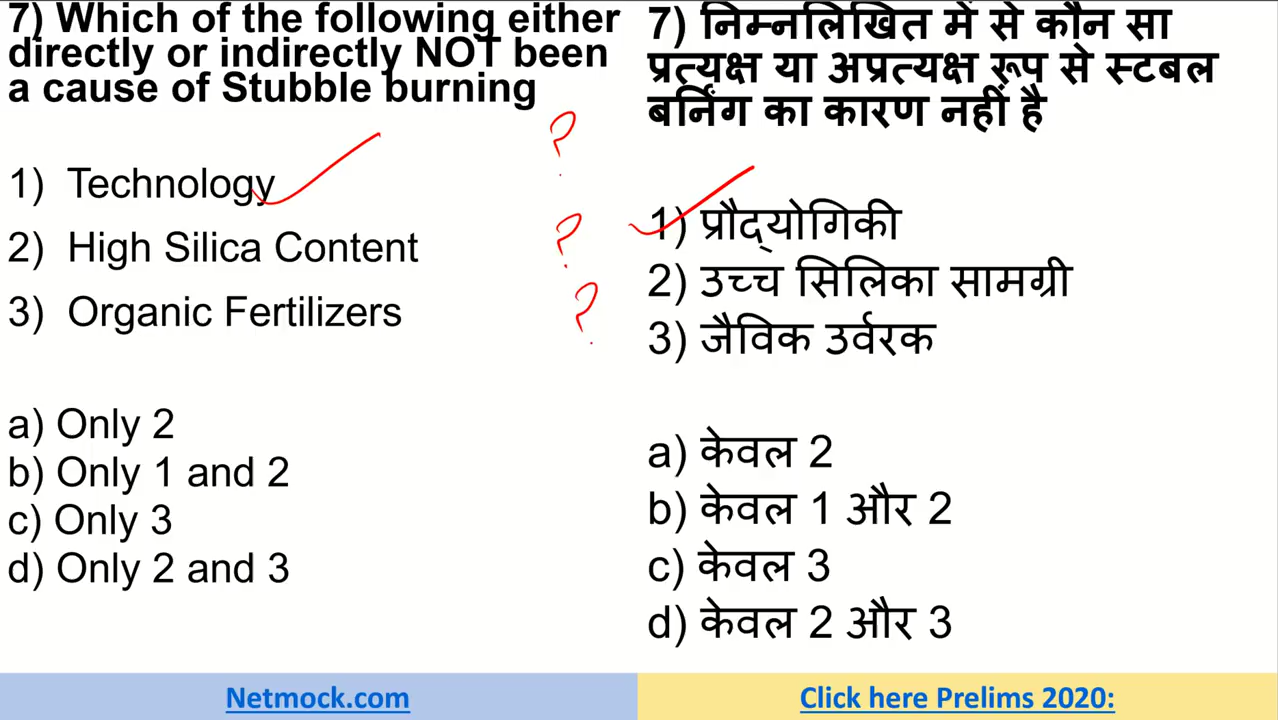 7) Which of the following either
directly or indirectly NOT been
a cause of Stubble burning
1) Technology
2) High Silica Content
3) Organic Fertilizers
a) Only 2
b) Only 1 and 2
c) Only 3
d) Only 2 and 3
7) निम्नलिखित में से कौन सा
प्रत्यक्ष या अप्रत्यक्ष रूप से स्टबल
बर्निंग का कारण नहीं है
1) प्रौद्योगिकी
2) उच्च सिलिका सामग्री
3) जैविक उर्वरक
a) केवल 2
b) केवल 1 और 2
c) केवल 3
d) केवल 2 और 3
?
?
?
Netmock.com
Click here Prelims 2020: